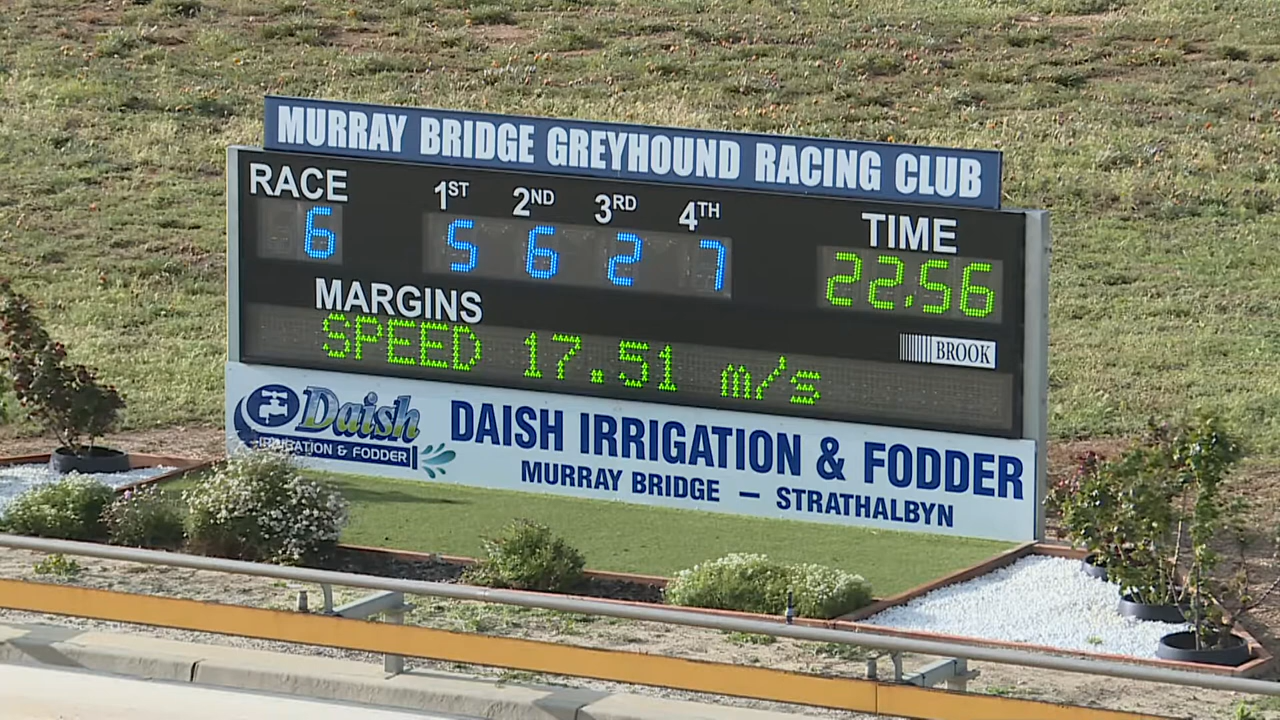 MURRAY BRIDGE GREYHOUND RACING CLUB
RACE 1ST 2ND 3RD 4TH TIME
6 5 6 2 7 22.56
MARGINS
SPEED 17.51 m/s
BROOK
Daish
IRRIGATION & FODDER
DAISH IRRIGATION & FODDER
MURRAY BRIDGE – STRATHALBYN